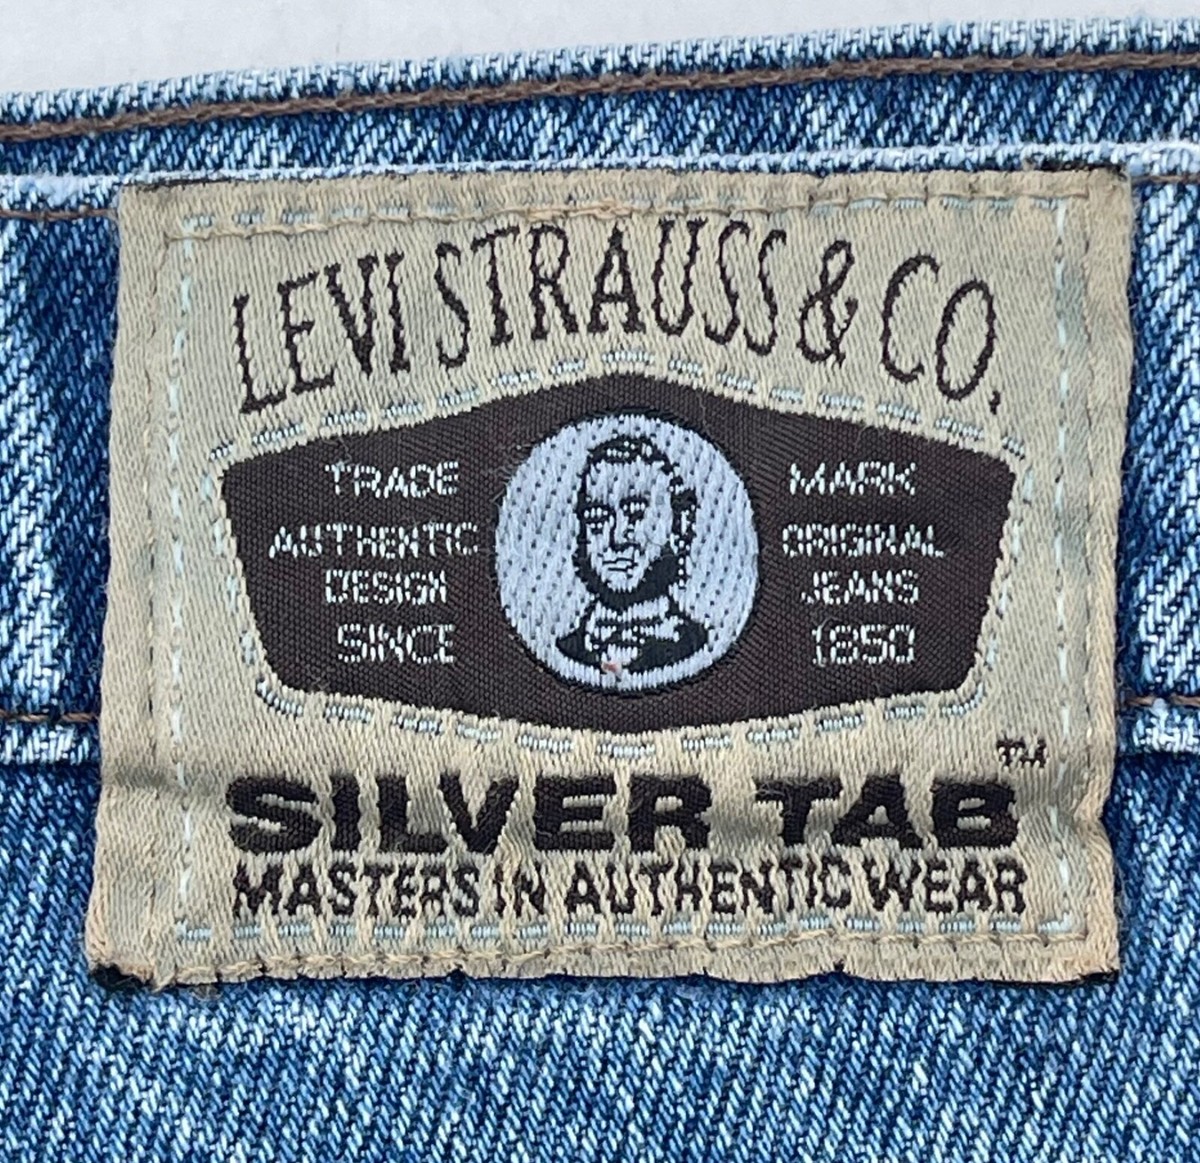 LEVI STRAUSS & CO.
TRADE MARK
AUTHENTIC ORIGINAL
DESIGN JEANS
SINCE 1850
SILVER TAB™
MASTERS IN AUTHENTIC WEAR